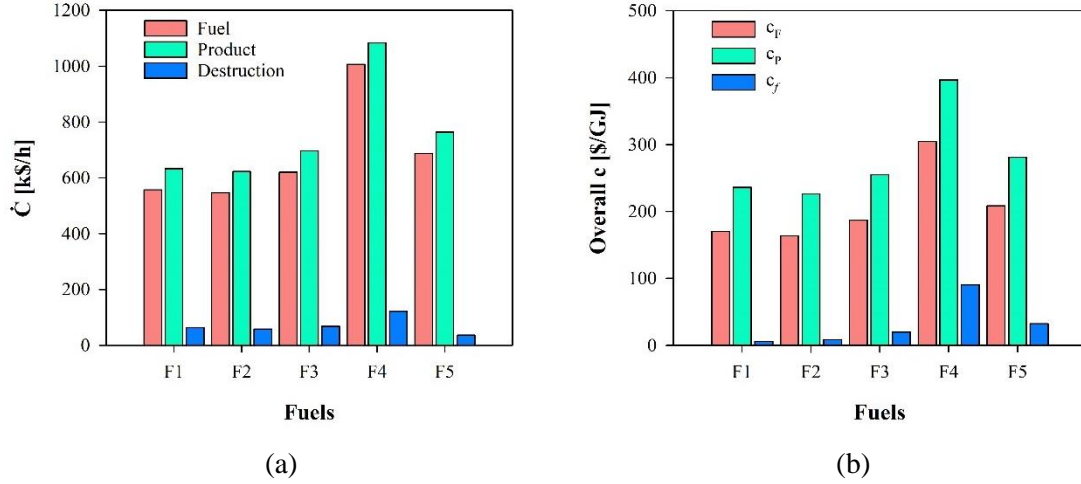 1200
1000
800
600
400
200
0
Ċ [k$/h]
Fuel
Product
Destruction
F1 F2 F3 F4 F5
Fuels
(a)
500
400
300
200
100
0
Overall c [$/GJ]
c_F
c_P
c_f
F1 F2 F3 F4 F5
Fuels
(b)